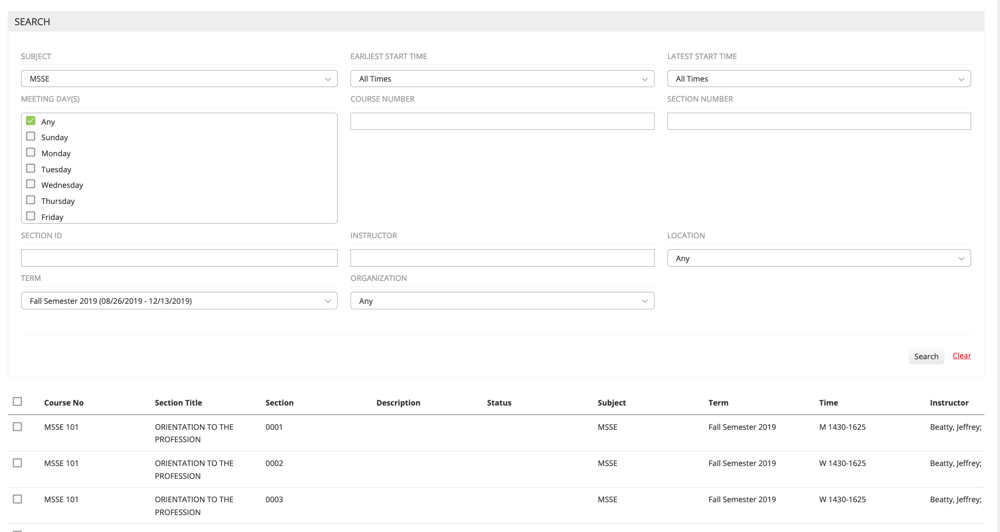 SEARCH
SUBJECT EARLIEST START TIME LATEST START TIME
MSSE All Times All Times
MEETING DAY(S) COURSE NUMBER SECTION NUMBER
Any
Sunday
Monday
Tuesday
Wednesday
Thursday
Friday
SECTION ID INSTRUCTOR LOCATION
Any
TERM ORGANIZATION
Fall Semester 2019 (08/26/2019 - 12/13/2019) Any
Search Clear
Course No Section Title Section Description Status Subject Term Time Instructor
MSSE 101 ORIENTATION TO THE 0001 MSSE Fall Semester 2019 M 1430-1625 Beatty, Jeffrey;
PROFESSION
MSSE 101 ORIENTATION TO THE 0002 MSSE Fall Semester 2019 W 1430-1625 Beatty, Jeffrey;
PROFESSION
MSSE 101 ORIENTATION TO THE 0003 MSSE Fall Semester 2019 W 1430-1625 Beatty, Jeffrey;
PROFESSION